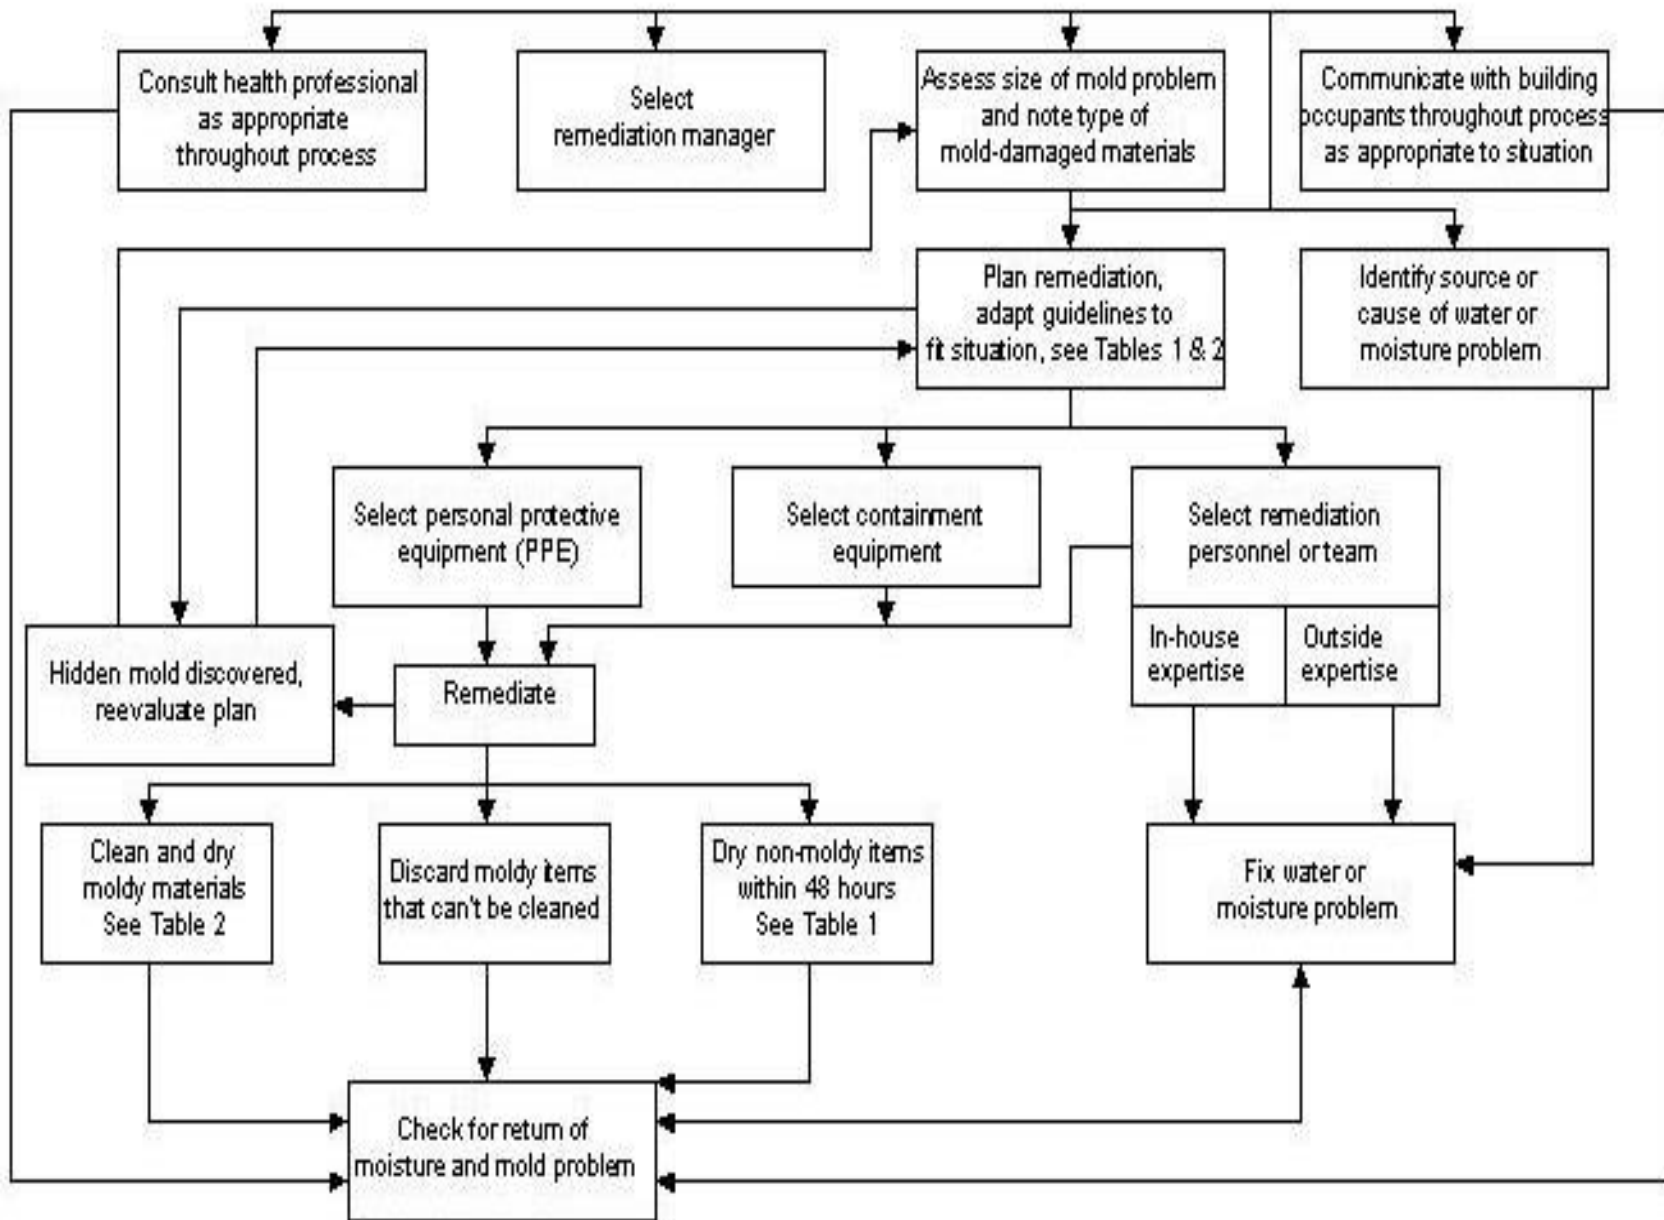 Consult health professional
as appropriate
throughout process
Select
remediation manager
Assess size of mold problem
and note type of
mold-damaged materials
Communicate with building
occupants throughout process
as appropriate to situation
Plan remediation,
adapt guidelines to
fit situation, see Tables 1 & 2
Identify source or
cause of water or
moisture problem
Select personal protective
equipment (PPE)
Select containment
equipment
Select remediation
personnel or team
In-house
expertise
Outside
expertise
Hidden mold discovered,
reevaluate plan
Remediate
Clean and dry
moldy materials
See Table 2
Discard moldy items
that can't be cleaned
Dry non-moldy items
within 48 hours
See Table 1
Fix water or
moisture problem
Check for return of
moisture and mold problem